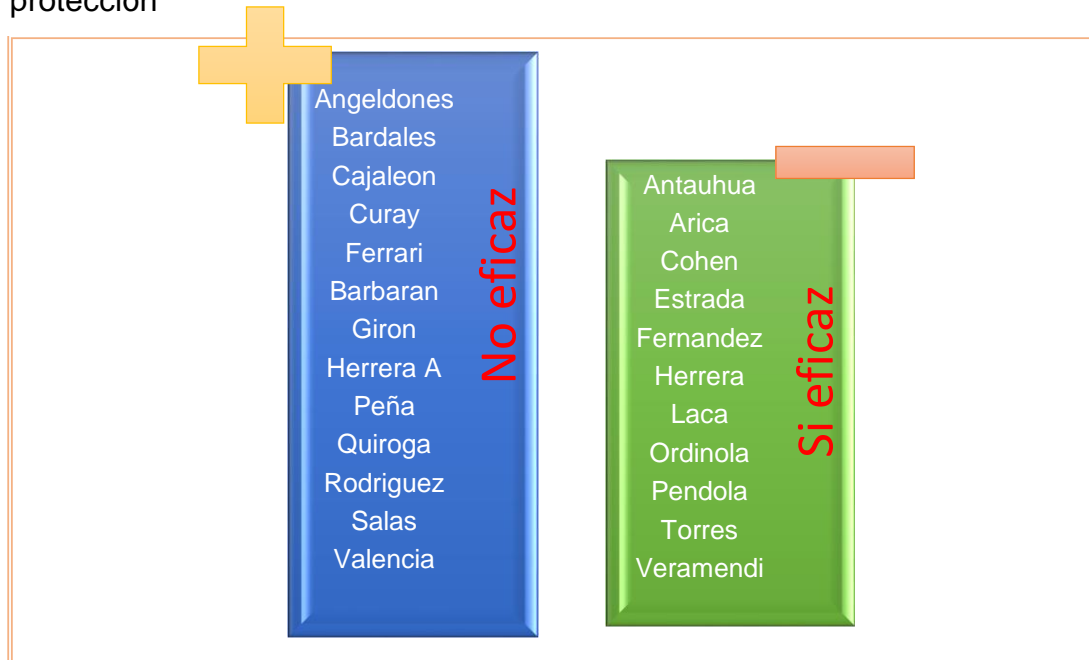 protección
Angeldones
Bardales
Cajaleon
Curay
Ferrari
Barbaran
Giron
Herrera A
Peña
Quiroga
Rodriguez
Salas
Valencia
No eficaz
Antauhua
Arica
Cohen
Estrada
Fernandez
Herrera
Laca
Ordinola
Pendola
Torres
Veramendi
Si eficaz